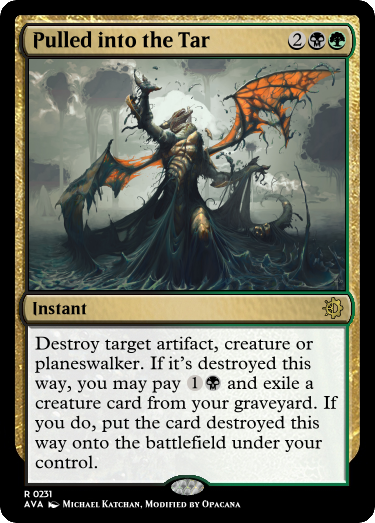 Pulled into the Tar 2
Instant
Destroy target artifact, creature or
planeswalker. If it's destroyed this
way, you may pay 1 and exile a
creature card from your graveyard. If
you do, put the card destroyed this
way onto the battlefield under your
control.
R 0231
AVA Michael Katchan, Modified by Opacana